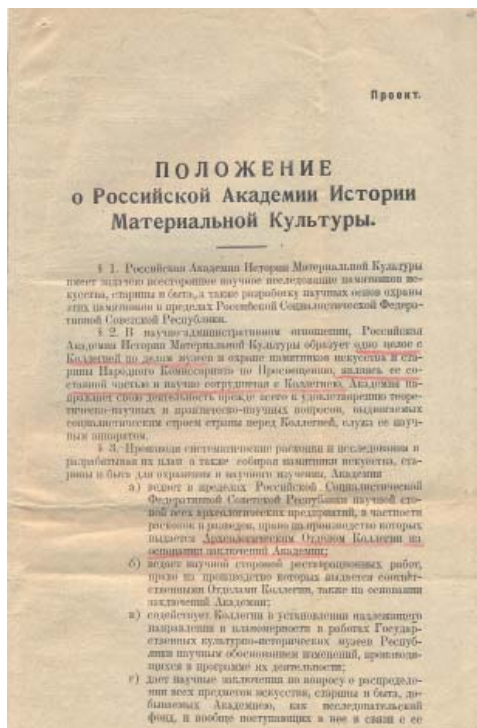 Проект.
ПОЛОЖЕНИЕ
о Российской Академии Истории
Материальной Культуры.
§ 1. Российская Академия Истории Материальной Культуры
имеет задачею всестороннее научное исследование памятников ис-
кусства, старины и быта, а также разработку научных основ охраны
этих памятников в пределах Российской Социалистической Федера-
тивной Советской Республики.
§ 2. В научно-административном отношении, Российская
Академия Истории Материальной Культуры образует одно целое с
Коллегией по делам музеев и охране памятников искусства и ста-
рины Народного Комиссариата по Просвещению, являясь ее со-
ставной частью и научно сотрудничая с Коллегиею, Академия на-
правляет свою деятельность прежде всего к удовлетворению теоре-
тическо-научных и практическо-научных вопросов, выдвигаемых
социалистическим строем страны перед Коллегией, служа ее науч-
ным аппаратом.
§ 3. Производя систематические раскопки и исследования и
разрабатывая их план а также собирая памятники искусства, ста-
рины и быта для охранения и научного изучения, Академия
а) ведает в пределах Российской Социалистической
Федеративной Советской Республики научной сто-
роной всех археологических предприятий, в частности
раскопок и разведок, право на производство которых
выдается Археологическим Отделом Коллегии на
основании заключений Академии;
б) ведает научной стороной реставрационных работ,
право на производство которых выдается соответ-
ственными Отделами Коллегии, также на основании
заключений Академии;
в) содействует Коллегии в установлении надлежащего
направления и планомерности в работах Государ-
ственных культурно-исторических музеев Респуб-
лики научным обоснованием изменений, производя-
щихся в программе их деятельности;
г) дает научные заключения по вопросу о распределе-
нии всех предметов искусства, старины и быта, до-
бываемых Академиею, как исследовательский
фонд, и вообще поступающих в нее в связи с ее